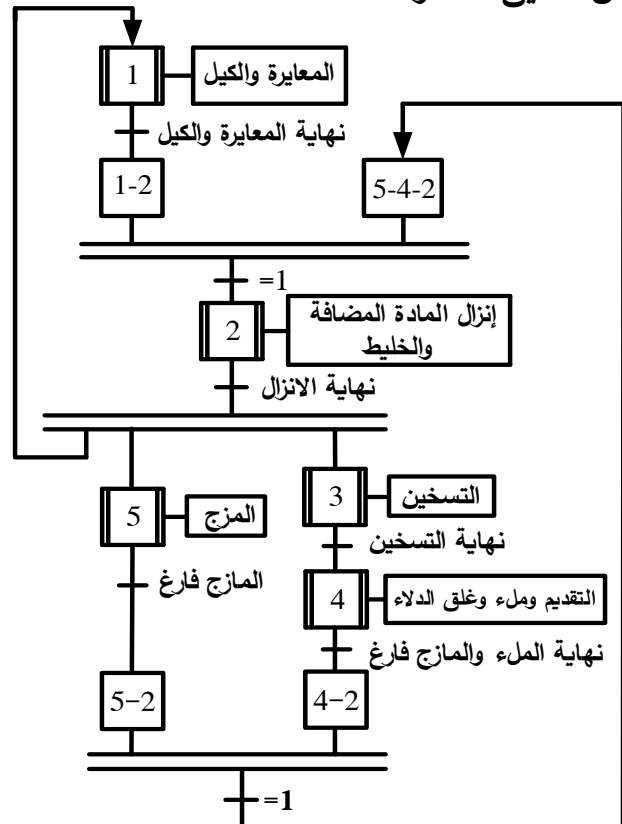 1
المعايرة والكيل
نهاية المعايرة والكيل
1-2
5-4-2
=1
2
إنزال المادة المضافة
والخليط
نهاية الانزال
5
المزج
3
التسخين
نهاية التسخين
المازج فارغ
4
التقديم وملء وغلق الدلاء
نهاية الملء والمازج فارغ
5-2
4-2
=1